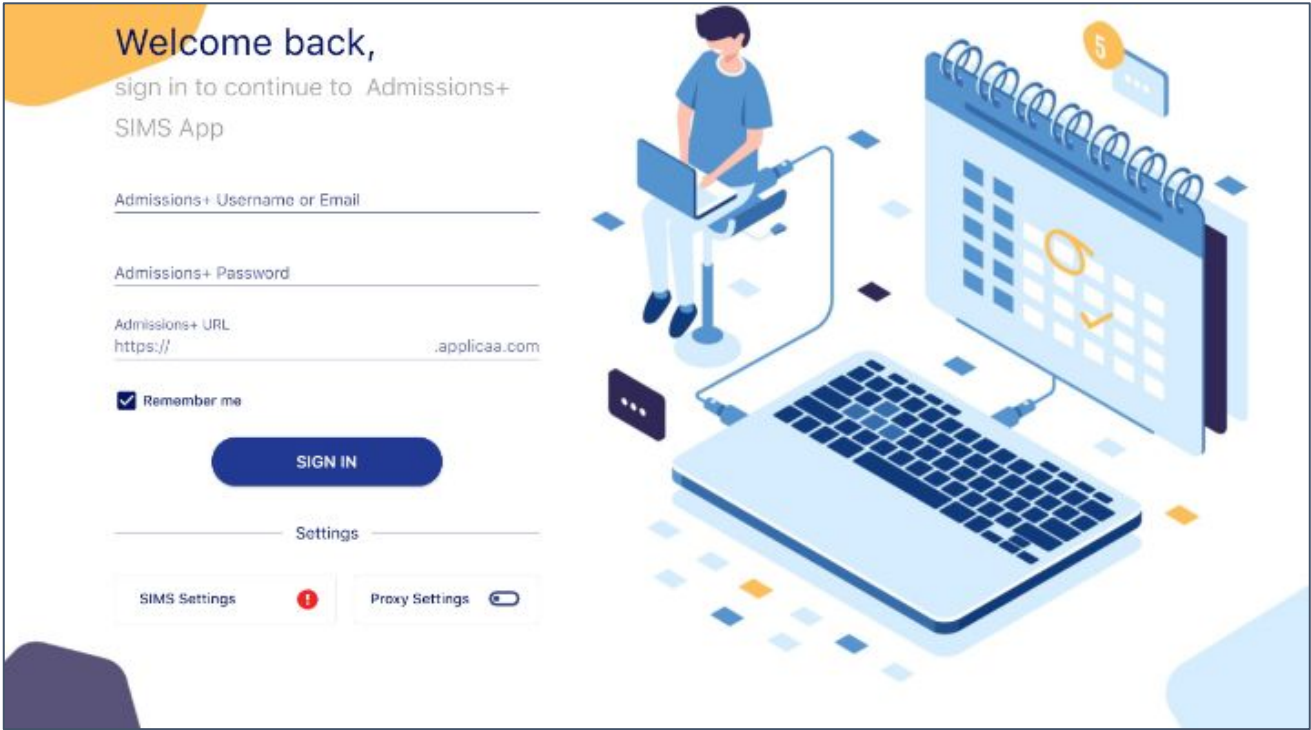 Welcome back,
sign in to continue to Admissions+
SIMS App
Admissions+ Username or Email
Admissions+ Password
Admissions+ URL
https:// .applicaa.com
Remember me
SIGN IN
Settings
SIMS Settings
Proxy Settings
5